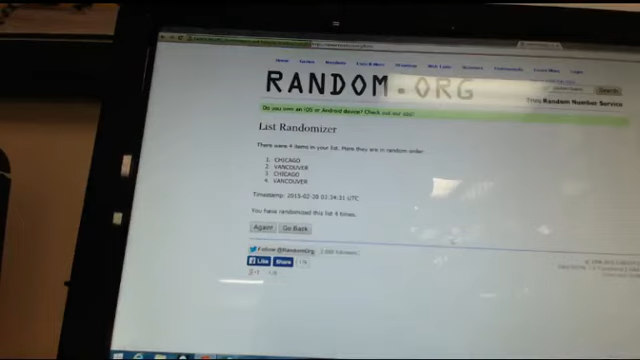 Home Games Numbers Lists & More Drawings Web Tools Statistics Testimonials Learn More Login
RANDOM.ORG
Search
True Random Number Service
Do you own an iOS or Android device? Check out our app!
List Randomizer
There were 4 items in your list. Here they are in random order:
1. CHICAGO
2. VANCOUVER
3. CHICAGO
4. VANCOUVER
Timestamp: 2015-02-28 03:34:31 UTC
You have randomized this list 4 times.
Again! Go Back
Follow @RandomOrg
Like Share